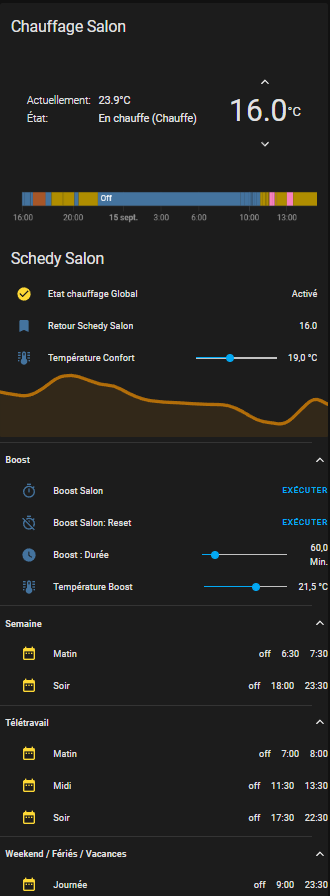 Chauffage Salon
Actuellement: 23.9°C
État: En chauffe (Chauffe)
16.0°C
Off
16:00 20:00 15 sept. 3:00 6:00 10:00 13:00
Schedy Salon
Etat chauffage Global Activé
Retour Schedy Salon 16.0
Température Confort 19,0 °C
Boost
Boost Salon EXÉCUTER
Boost Salon: Reset EXÉCUTER
Boost : Durée 60,0 Min.
Température Boost 21,5 °C
Semaine
Matin off 6:30 7:30
Soir off 18:00 23:30
Télétravail
Matin off 7:00 8:00
Midi off 11:30 13:30
Soir off 17:30 22:30
Weekend / Fériés / Vacances
Journée off 9:00 23:30